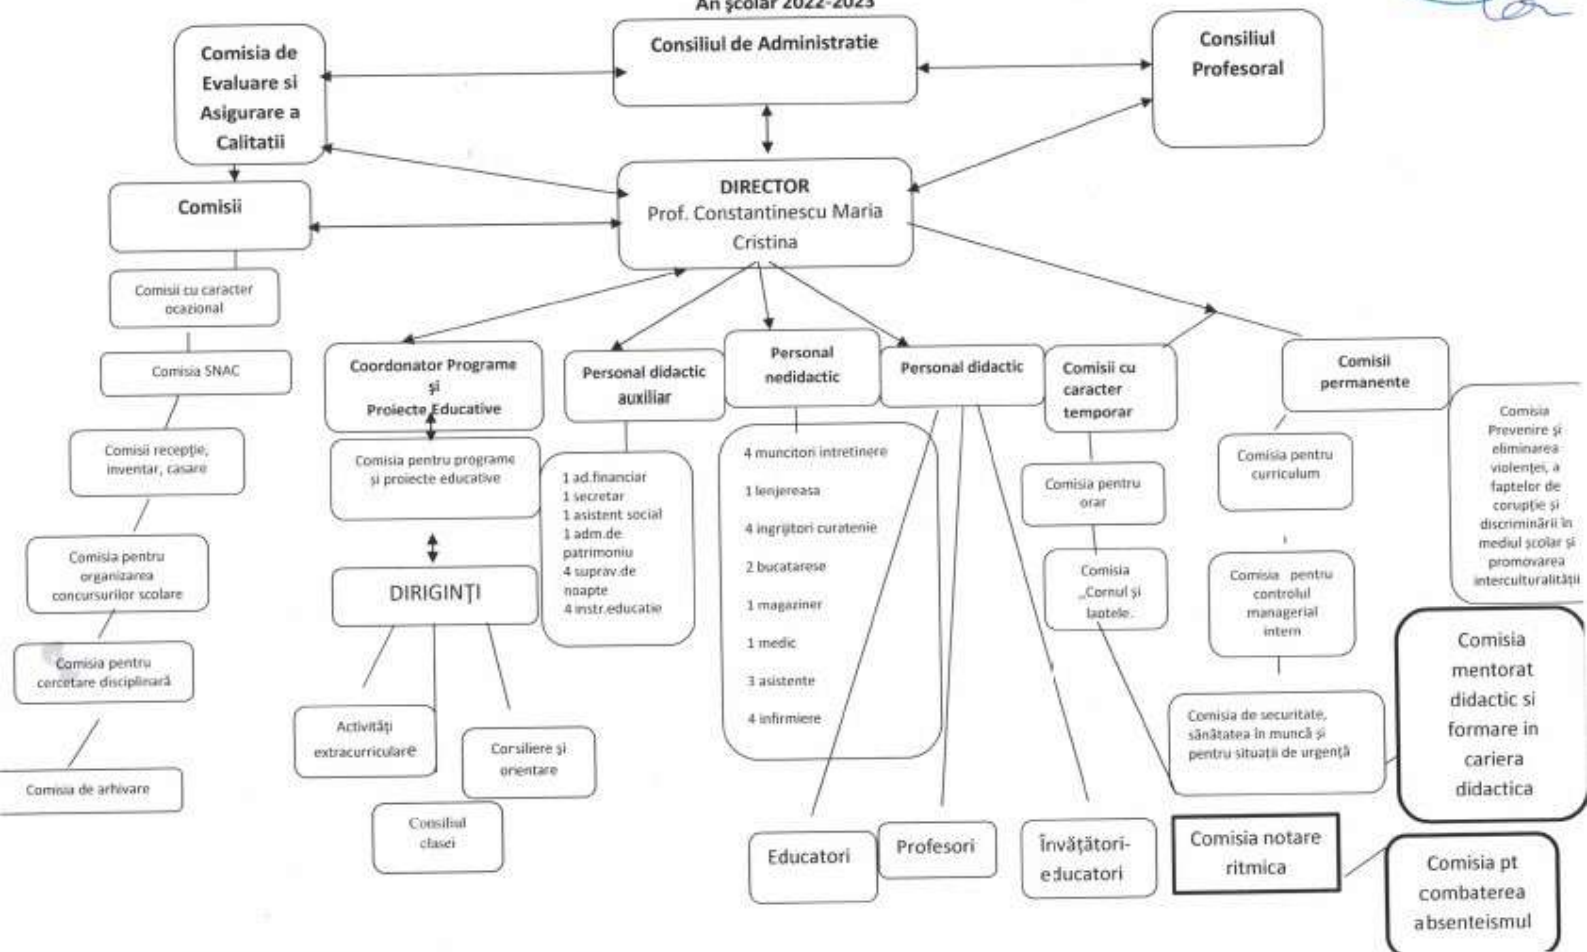 An școlar 2022-2023
Comisia de
Evaluare si
Asigurare a
Calitatii
Consiliul de Administratie
Consiliul
Profesoral
DIRECTOR
Prof. Constantinescu Maria
Cristina
Comisii
Comisii cu caracter
ocazional
Comisia SNAC
Comisii recepție,
inventar, casare
Comisia pentru
organizarea
concursurilor scolare
Comisia pentru
cercetare disciplinară
Comisia de arhivare
Coordonator Programe
și
Proiecte Educative
Comisia pentru programe
și proiecte educative
DIRIGINȚI
Activități
extracurriculare
Consiliul
clasei
Corsiliere și
orientare
Personal didactic
auxiliar
1 ad.financiar
1 secretar
1 asistent social
1 adm.de
patrimoniu
4 suprav.de
noapte
4 instr.educatie
Personal
nedidactic
4 muncitori intretinere
1 lenjereasa
4 ingrijitori curatenie
2 bucatarese
1 magaziner
1 medic
3 asistente
4 infirmiere
Personal didactic
Educatori
Profesori
Învățători-
educatori
Comisii cu
caracter
temporar
Comisia pentru
orar
Comisia
„Cornul și
laptele.
Comisia notare
ritmica
Comisii
permanente
Comisia pentru
curriculum
Comisia pentru
controlul
managerial
intern
Comisia de securitate,
sănătatea în muncă și
pentru situații de urgență
Comisia
Prevenire și
eliminarea
violenței, a
faptelor de
corupție și
discriminării în
mediul școlar și
promovarea
interculturalității
Comisia
mentorat
didactic si
formare in
cariera
didactica
Comisia pt
combaterea
absenteismul